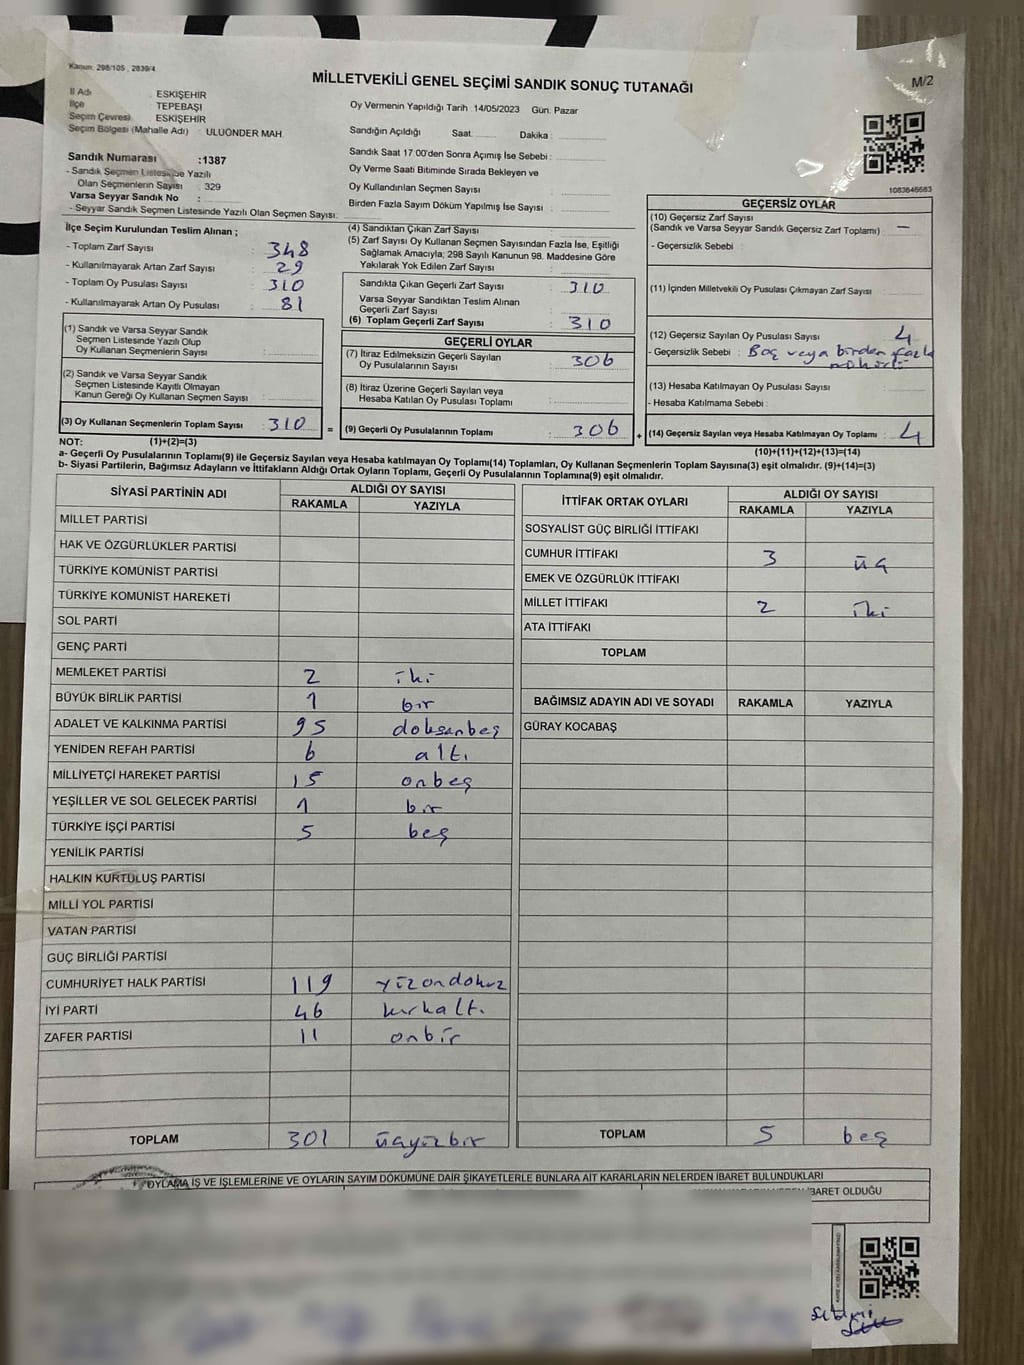 Kanun: 298/105 , 2839/4
MİLLETVEKİLİ GENEL SEÇİMİ SANDIK SONUÇ TUTANAĞI
M/2
İl Adı : ESKİŞEHİR
İlçe : TEPEBAŞI
Seçim Çevresi : ESKİŞEHİR
Seçim Bölgesi (Mahalle Adı) : ULUÖNDER MAH.
Oy Vermenin Yapıldığı Tarih :14/05/2023 Gün: Pazar
Sandığın Açıldığı Saat: Dakika :
Sandık Saat 17:00'den Sonra Açılmış İse Sebebi :
Oy Verme Saati Bitiminde Sırada Bekleyen ve
Oy Kullandırılan Seçmen Sayısı :
Birden Fazla Sayım Döküm Yapılmış İse Sayısı :
Sandık Numarası :1387
- Sandık Seçmen Listesinde Yazılı
Olan Seçmenlerin Sayısı : 329
Varsa Seyyar Sandık No :
- Seyyar Sandık Seçmen Listesinde Yazılı Olan Seçmen Sayısı:
1083646663
İlçe Seçim Kurulundan Teslim Alınan ;
- Toplam Zarf Sayısı : 348
- Kullanılmayarak Artan Zarf Sayısı : 29
- Toplam Oy Pusulası Sayısı : 310
- Kullanılmayarak Artan Oy Pusulası : 81
(1) Sandık ve Varsa Seyyar Sandık
Seçmen Listesinde Yazılı Olup
Oy Kullanan Seçmenlerin Sayısı :
(2) Sandık ve Varsa Seyyar Sandık
Seçmen Listesinde Kayıtlı Olmayan
Kanun Gereği Oy Kullanan Seçmen Sayısı :
(3) Oy Kullanan Seçmenlerin Toplam Sayısı : 310 =
(4) Sandıktan Çıkan Zarf Sayısı :
(5) Zarf Sayısı Oy Kullanan Seçmen Sayısından Fazla İse, Eşitliği
Sağlamak Amacıyla; 298 Sayılı Kanunun 98. Maddesine Göre
Yakılarak Yok Edilen Zarf Sayısı :
Sandıkta Çıkan Geçerli Zarf Sayısı : 310
Varsa Seyyar Sandıktan Teslim Alınan
Geçerli Zarf Sayısı :
(6) Toplam Geçerli Zarf Sayısı : 310
GEÇERLİ OYLAR
(7) İtiraz Edilmeksizin Geçerli Sayılan
Oy Pusulalarının Sayısı : 306
(8) İtiraz Üzerine Geçerli Sayılan veya
Hesaba Katılan Oy Pusulası Toplamı :
(9) Geçerli Oy Pusulalarının Toplamı : 306 +
GEÇERSİZ OYLAR
(10) Geçersiz Zarf Sayısı
(Sandık ve Varsa Seyyar Sandık Geçersiz Zarf Toplamı) : —
- Geçersizlik Sebebi :
(11) İçinden Milletvekili Oy Pusulası Çıkmayan Zarf Sayısı :
(12) Geçersiz Sayılan Oy Pusulası Sayısı : 4
- Geçersizlik Sebebi : Boş veya birden fazla
mühürlü
(13) Hesaba Katılmayan Oy Pusulası Sayısı :
- Hesaba Katılmama Sebebi :
(14) Geçersiz Sayılan veya Hesaba Katılmayan Oy Toplamı : 4
NOT: (1)+(2)=(3)
(10)+(11)+(12)+(13)=(14)
a- Geçerli Oy Pusulalarının Toplamı(9) ile Geçersiz Sayılan veya Hesaba katılmayan Oy Toplamı(14) Toplamları, Oy Kullanan Seçmenlerin Toplam Sayısına(3) eşit olmalıdır. (9)+(14)=(3)
b- Siyasi Partilerin, Bağımsız Adayların ve İttifakların Aldığı Ortak Oyların Toplamı, Geçerli Oy Pusulalarının Toplamına(9) eşit olmalıdır.
SİYASİ PARTİNİN ADI ALDIĞI OY SAYISI
RAKAMLA YAZIYLA
MİLLET PARTİSİ
HAK VE ÖZGÜRLÜKLER PARTİSİ
TÜRKİYE KOMÜNİST PARTİSİ
TÜRKİYE KOMÜNİST HAREKETİ
SOL PARTİ
GENÇ PARTİ
MEMLEKET PARTİSİ 2 iki
BÜYÜK BİRLİK PARTİSİ 1 bir
ADALET VE KALKINMA PARTİSİ 95 doksanbeş
YENİDEN REFAH PARTİSİ 6 altı
MİLLİYETÇİ HAREKET PARTİSİ 15 onbeş
YEŞİLLER VE SOL GELECEK PARTİSİ 1 bir
TÜRKİYE İŞÇİ PARTİSİ 5 beş
YENİLİK PARTİSİ
HALKIN KURTULUŞ PARTİSİ
MİLLİ YOL PARTİSİ
VATAN PARTİSİ
GÜÇ BİRLİĞİ PARTİSİ
CUMHURİYET HALK PARTİSİ 119 yüzondokuz
İYİ PARTİ 46 kırkaltı
ZAFER PARTİSİ 11 onbir
TOPLAM 301 üçyüzbir
İTTİFAK ORTAK OYLARI ALDIĞI OY SAYISI
RAKAMLA YAZIYLA
SOSYALİST GÜÇ BİRLİĞİ İTTİFAKI
CUMHUR İTTİFAKI 3 üç
EMEK VE ÖZGÜRLÜK İTTİFAKI
MİLLET İTTİFAKI 2 iki
ATA İTTİFAKI
TOPLAM
BAĞIMSIZ ADAYIN ADI VE SOYADI RAKAMLA YAZIYLA
GÜRAY KOCABAŞ
TOPLAM 5 beş
OYLAMA İŞ VE İŞLEMLERİNE VE OYLARIN SAYIM DÖKÜMÜNE DAİR ŞİKAYETLERLE BUNLARA AİT KARARLARIN NELERDEN İBARET BULUNDUKLARI
İBARET OLDUĞU